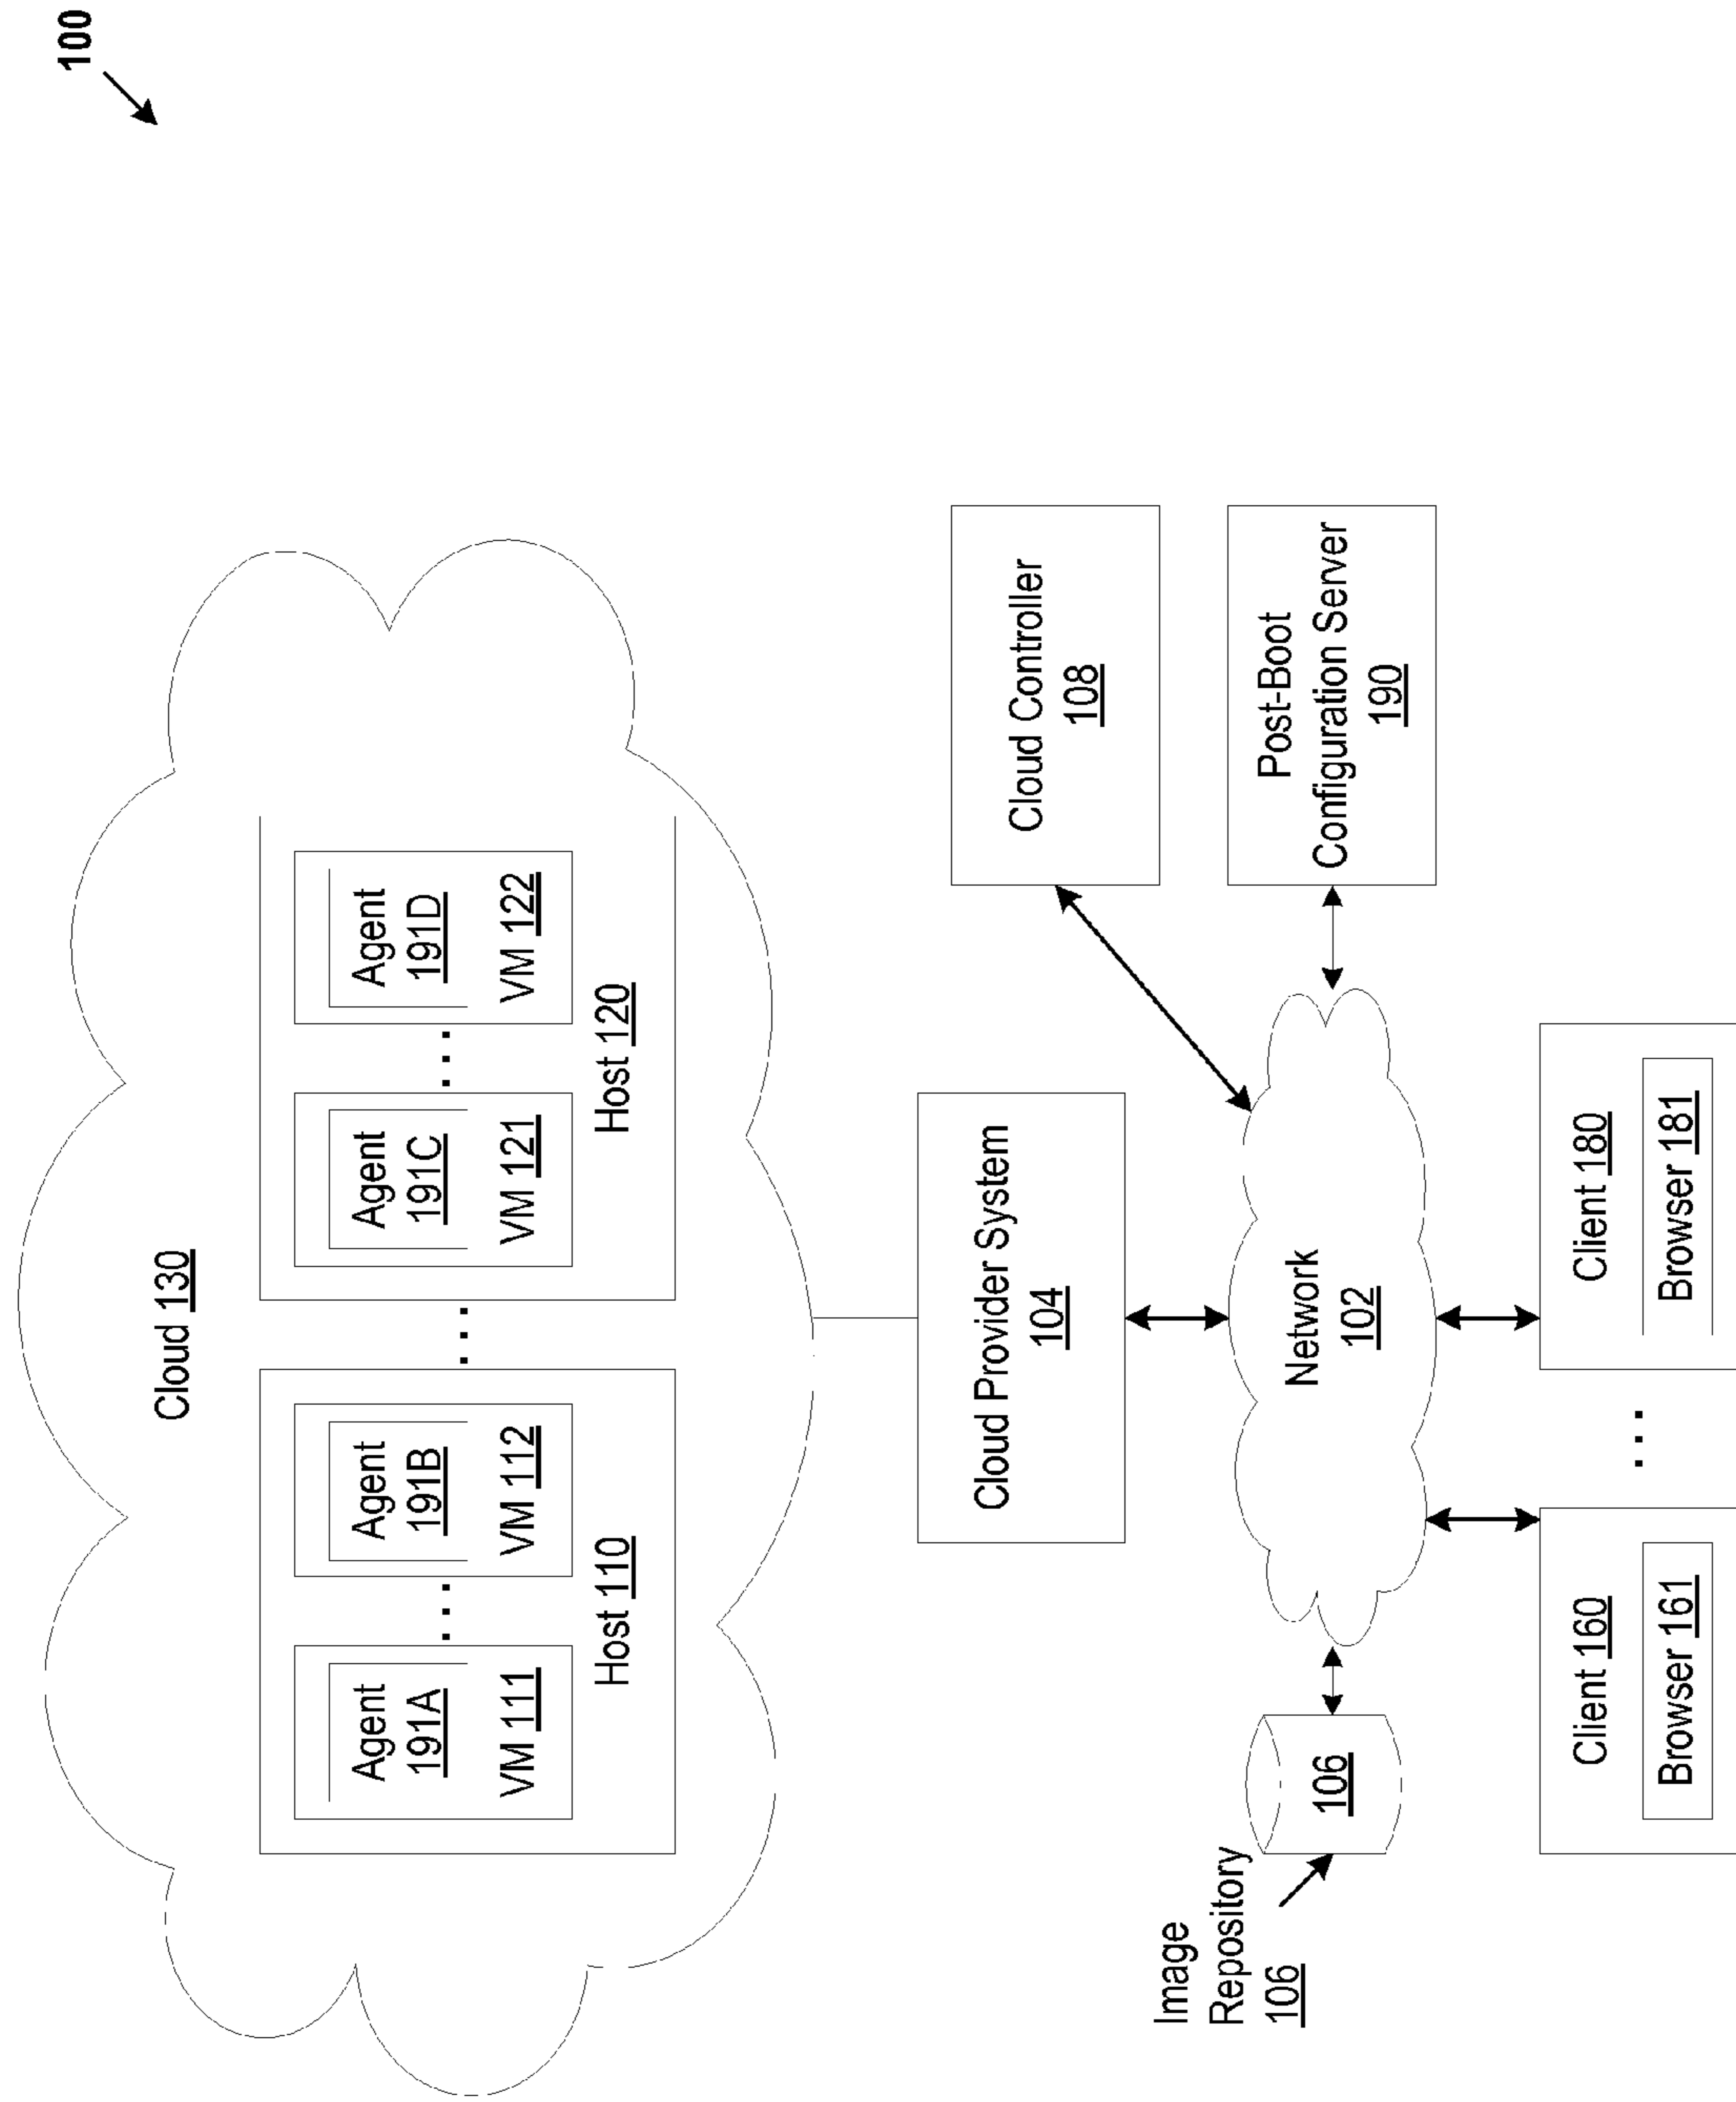 100
Cloud 130
Agent
191A
VM 111
...
Agent
191B
VM 112
Host 110
...
Agent
191C
VM 121
...
Agent
191D
VM 122
Host 120
Cloud Provider System
104
Cloud Controller
108
Image
Repository
106
106
Network
102
Post-Boot
Configuration Server
190
Client 160
Browser 161
...
Client 180
Browser 181